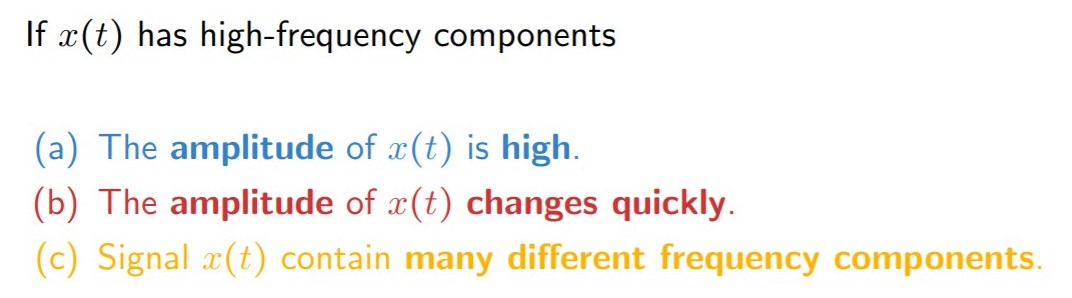 If x(t) has high-frequency components
(a) The amplitude of x(t) is high.
(b) The amplitude of x(t) changes quickly.
(c) Signal x(t) contain many different frequency components.